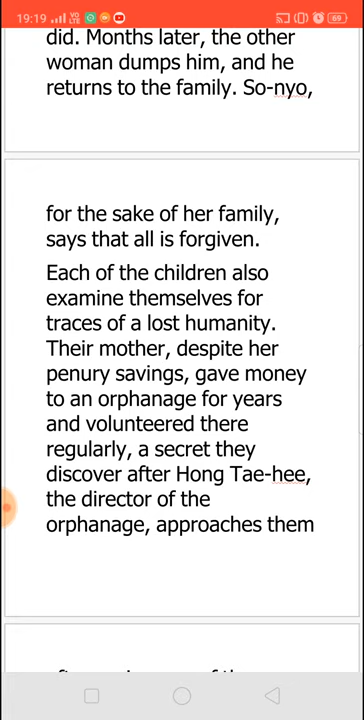 19:19 VO LTE 69
did. Months later, the other
woman dumps him, and he
returns to the family. So-nyo,
for the sake of her family,
says that all is forgiven.
Each of the children also
examine themselves for
traces of a lost humanity.
Their mother, despite her
penury savings, gave money
to an orphanage for years
and volunteered there
regularly, a secret they
discover after Hong Tae-hee,
the director of the
orphanage, approaches them